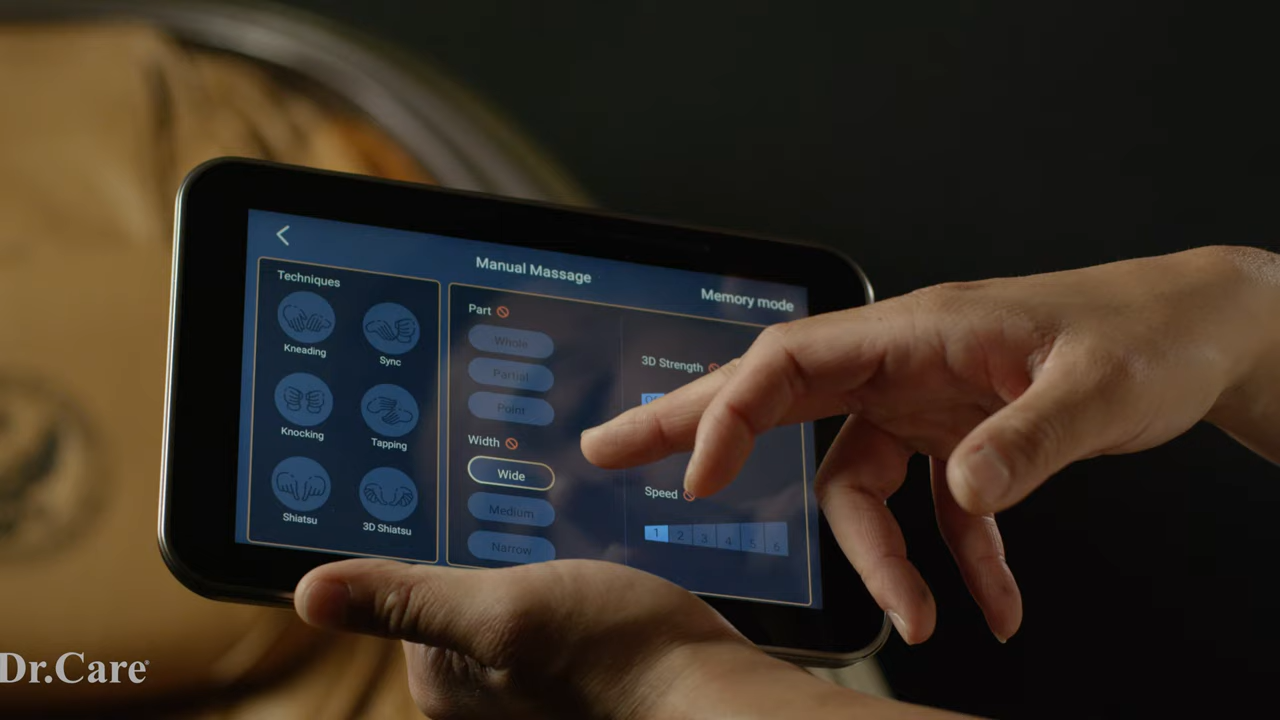 Manual Massage
Memory mode
Techniques
Kneading
Sync
Knocking
Tapping
Shiatsu
3D Shiatsu
Part
Whole
Partial
Point
Width
Wide
Medium
Narrow
3D Strength
Speed
1 2 3 4 5 6
Dr.Care